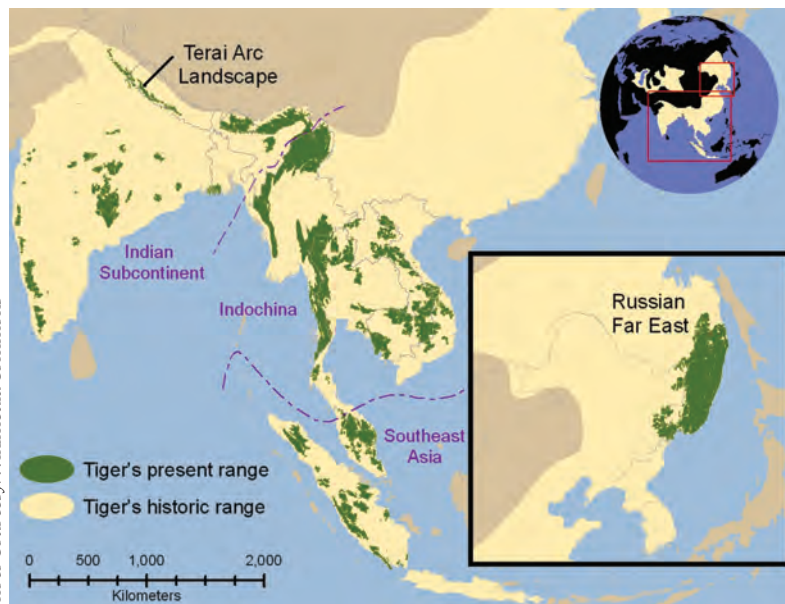 Terai Arc
Landscape
Indian
Subcontinent
Indochina
Southeast
Asia
Russian
Far East
Tiger's present range
Tiger's historic range
0 500 1,000 2,000
Kilometers